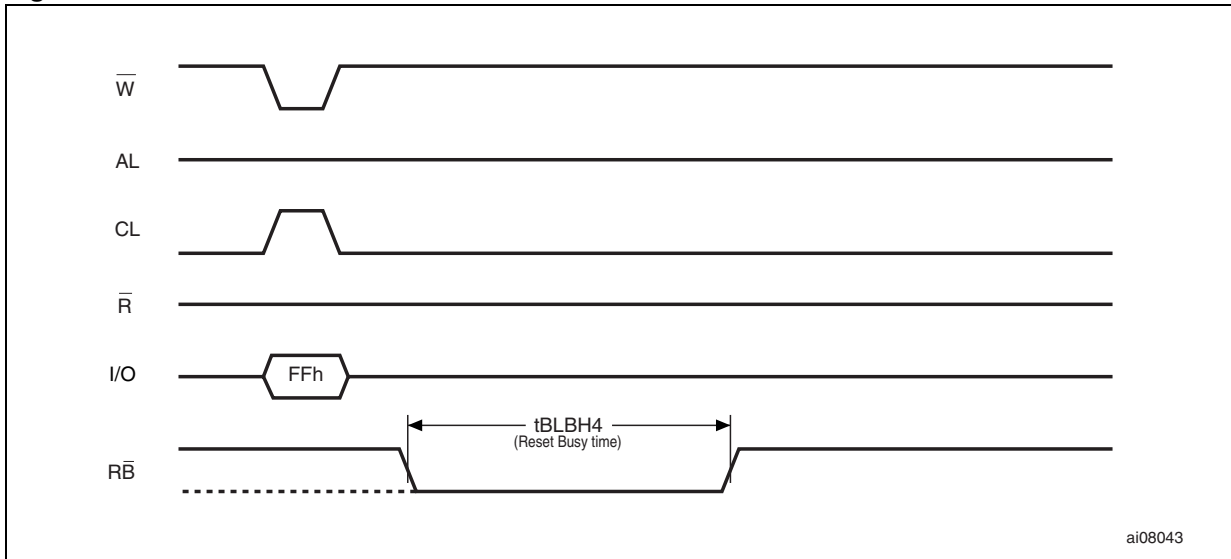 W̅
AL
CL
R̅
I/O
FFh
tBLBH4
(Reset Busy time)
RB̅
ai08043